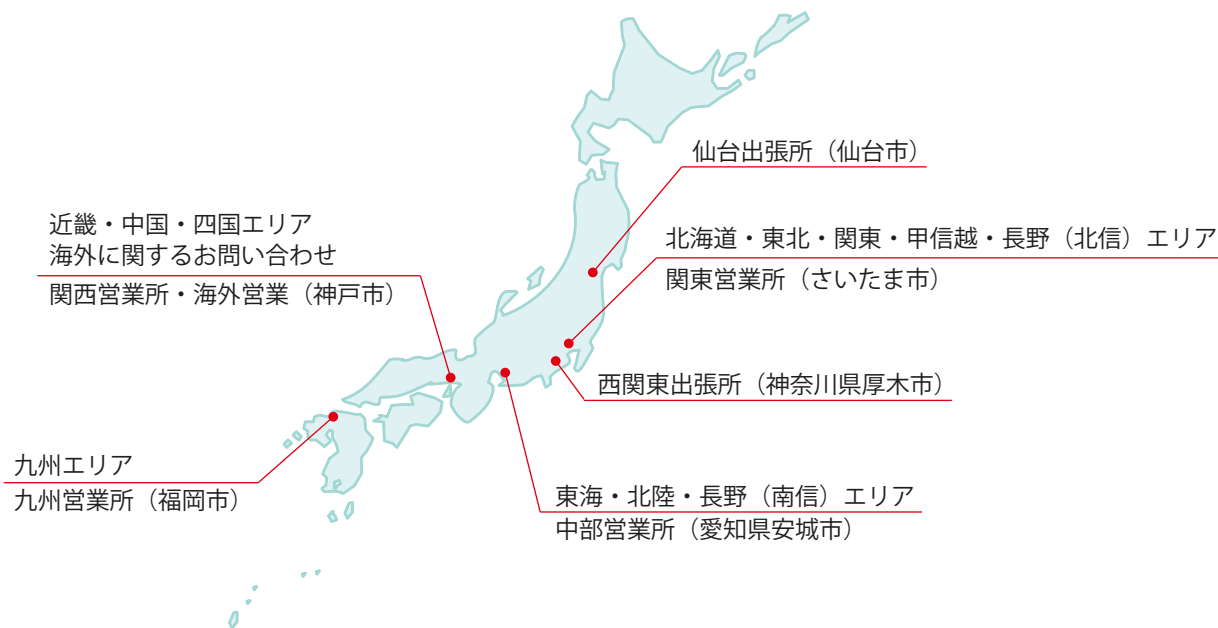 仙台出張所（仙台市）
近畿・中国・四国エリア
海外に関するお問い合わせ
関西営業所・海外営業（神戸市）
北海道・東北・関東・甲信越・長野（北信）エリア
関東営業所（さいたま市）
西関東出張所（神奈川県厚木市）
九州エリア
九州営業所（福岡市）
東海・北陸・長野（南信）エリア
中部営業所（愛知県安城市）